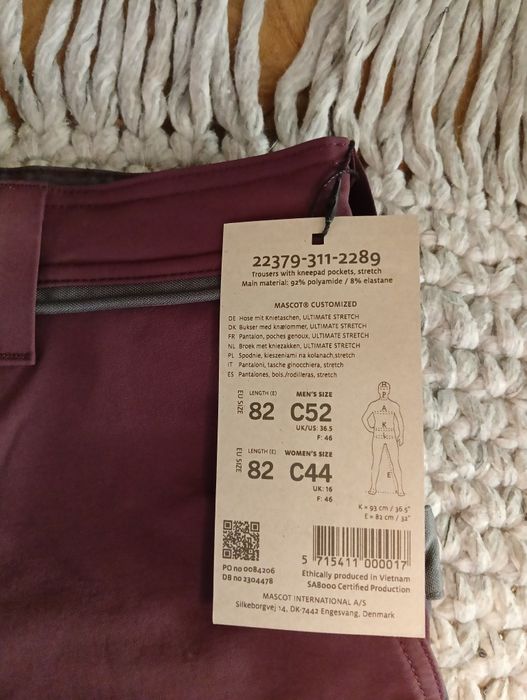 22379-311-2289
Trousers with kneepad pockets, stretch
Main material: 92% polyamide / 8% elastane
MASCOT® CUSTOMIZED
DE Hose mit Knietaschen, ULTIMATE STRETCH
DK Bukser med knælommer, ULTIMATE STRETCH
FR Pantalon, poches genoux, ULTIMATE STRETCH
NL Broek met kniezakken, ULTIMATE STRETCH
PL Spodnie, kieszeniami na kolanach,stretch
IT Pantaloni, tasche ginocchiera, stretch
ES Pantalones, bols./rodilleras, stretch
EU SIZE
LENGTH (E) MEN'S SIZE
82 C52
UK/US: 36.5
F: 46
EU SIZE
LENGTH (E) WOMEN'S SIZE
82 C44
UK: 16
F: 46
H
P
A
K
E
K = 93 cm / 36.5"
E = 82 cm / 32"
5 715411 000017
PO no 0084206
DB no 2304478
Ethically produced in Vietnam
SA8000 Certified Production
MASCOT INTERNATIONAL A/S
Silkeborgvej 14, DK-7442 Engesvang, Denmark